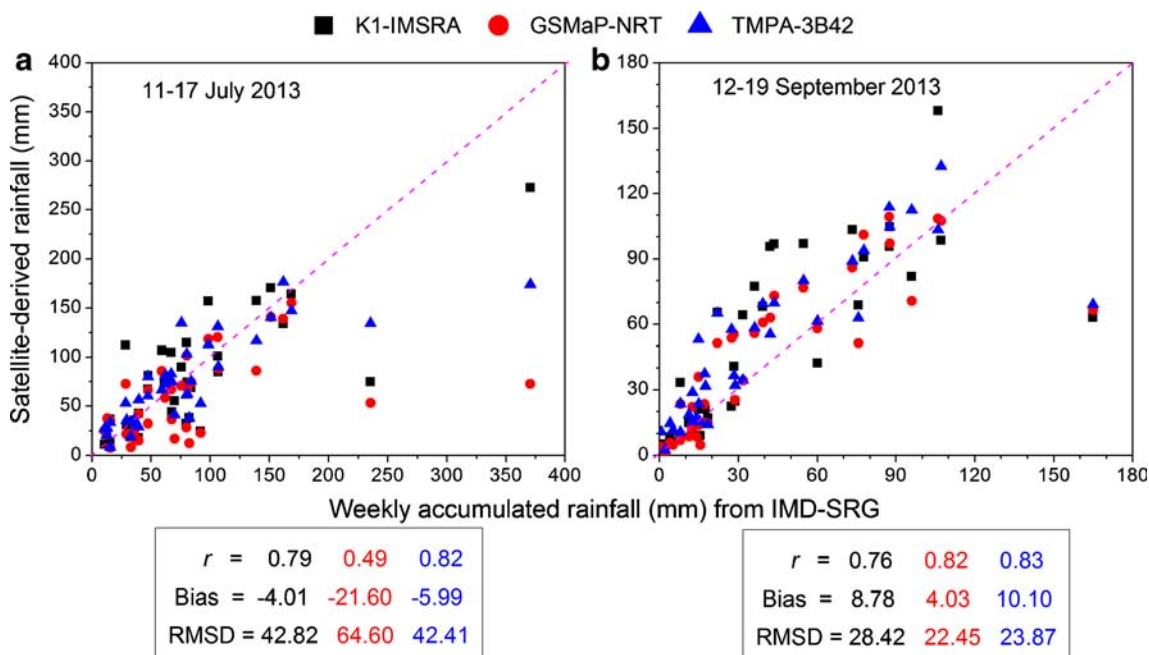 K1-IMSRA GSMaP-NRT TMPA-3B42
a
11-17 July 2013
400
350
300
250
200
150
100
50
0
0 50 100 150 200 250 300 350 400
Satellite-derived rainfall (mm)
b
12-19 September 2013
180
150
120
90
60
30
0
0 30 60 90 120 150 180
Weekly accumulated rainfall (mm) from IMD-SRG
r = 0.79 0.49 0.82
Bias = -4.01 -21.60 -5.99
RMSD = 42.82 64.60 42.41
r = 0.76 0.82 0.83
Bias = 8.78 4.03 10.10
RMSD = 28.42 22.45 23.87